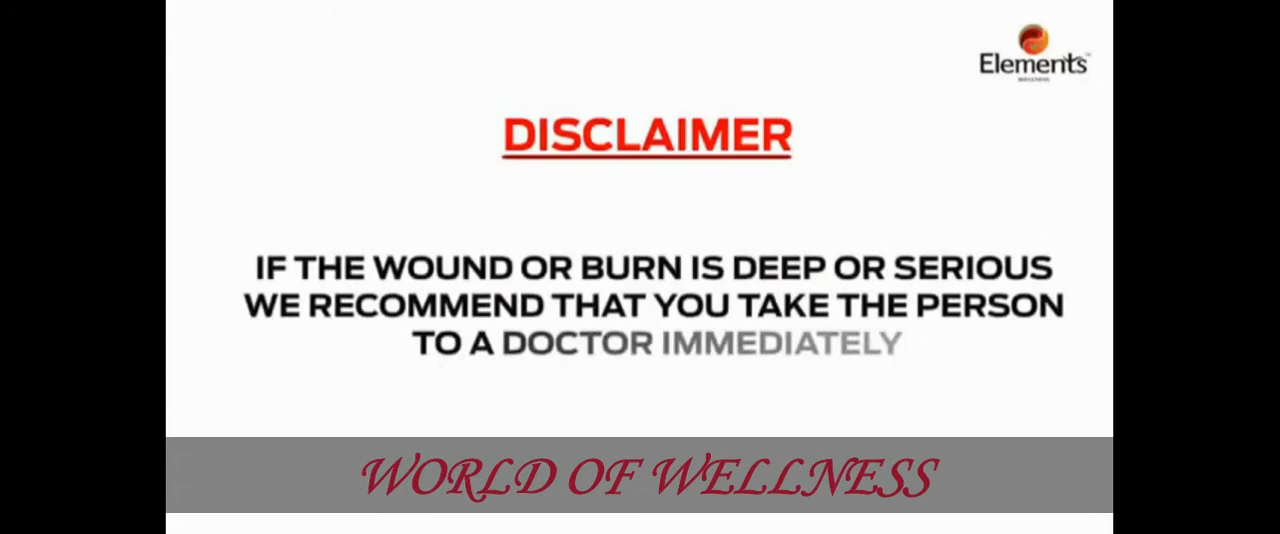 Elements
WELLNESS
DISCLAIMER
IF THE WOUND OR BURN IS DEEP OR SERIOUS
WE RECOMMEND THAT YOU TAKE THE PERSON
TO A DOCTOR IMMEDIATELY
WORLD OF WELLNESS